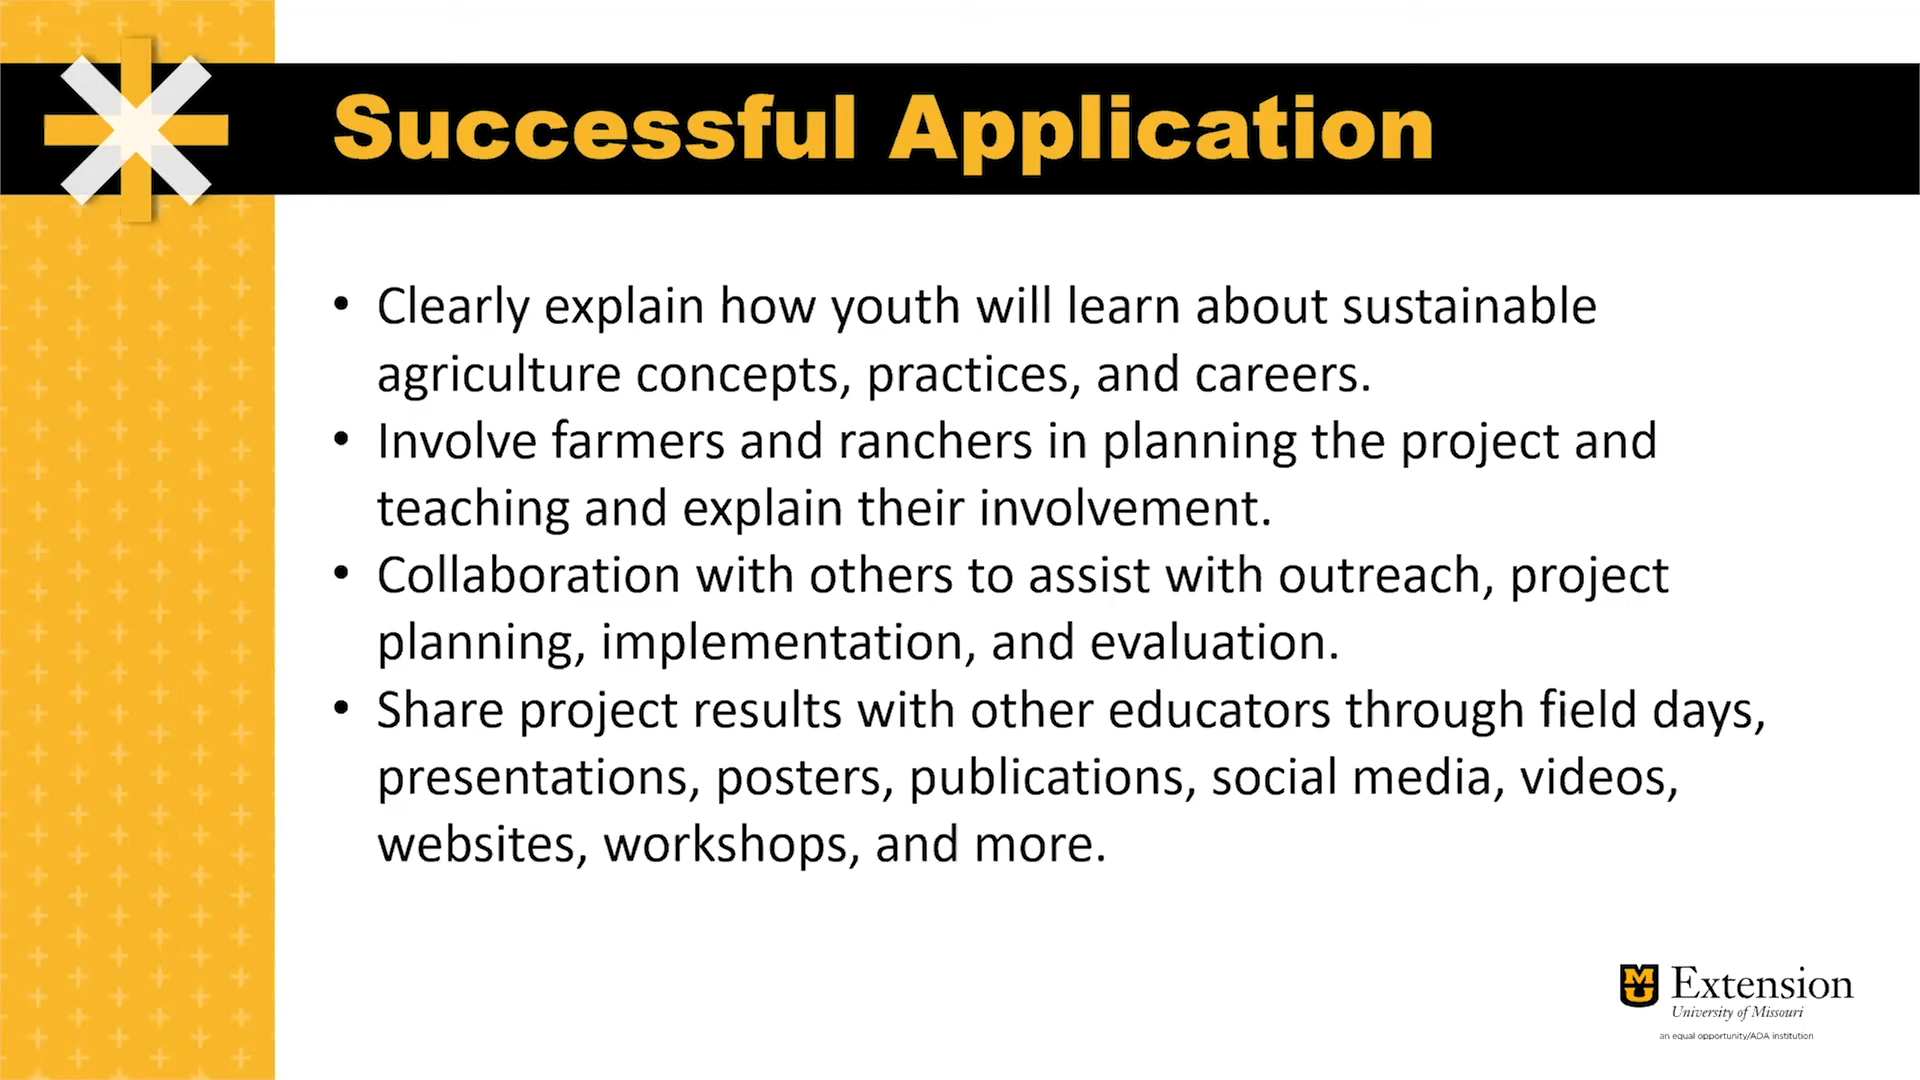 Successful Application
• Clearly explain how youth will learn about sustainable
agriculture concepts, practices, and careers.
• Involve farmers and ranchers in planning the project and
teaching and explain their involvement.
• Collaboration with others to assist with outreach, project
planning, implementation, and evaluation.
• Share project results with other educators through field days,
presentations, posters, publications, social media, videos,
websites, workshops, and more.
MU Extension
University of Missouri
an equal opportunity/ADA institution